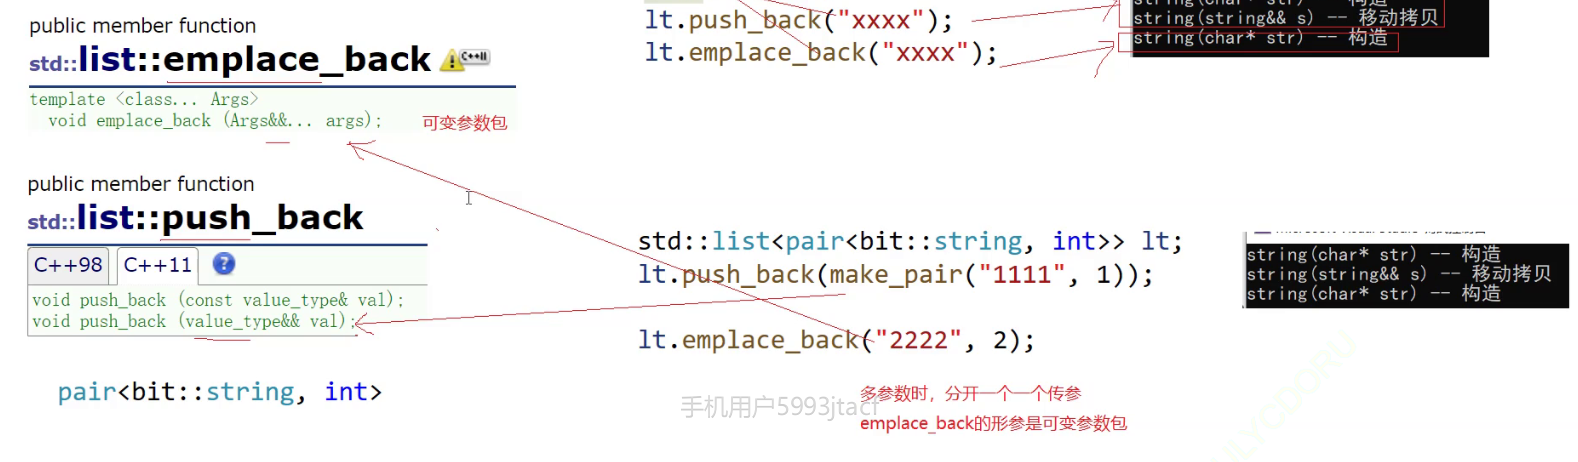 public member function
std::list::emplace_back
C++11
template <class... Args>
void emplace_back (Args&&... args);
可变参数包
lt.push_back("xxxx");
lt.emplace_back("xxxx");
string(char* str) -- 构造
string(string&& s) -- 移动拷贝
string(char* str) -- 构造
public member function
std::list::push_back
C++98 C++11 ?
void push_back (const value_type& val);
void push_back (value_type&& val);
pair<bit::string, int>
std::list<pair<bit::string, int>> lt;
lt.push_back(make_pair("1111", 1));
lt.emplace_back("2222", 2);
string(char* str) -- 构造
string(string&& s) -- 移动拷贝
string(char* str) -- 构造
多参数时，分开一个一个传参
emplace_back的形参是可变参数包
手机用户5993jtacf